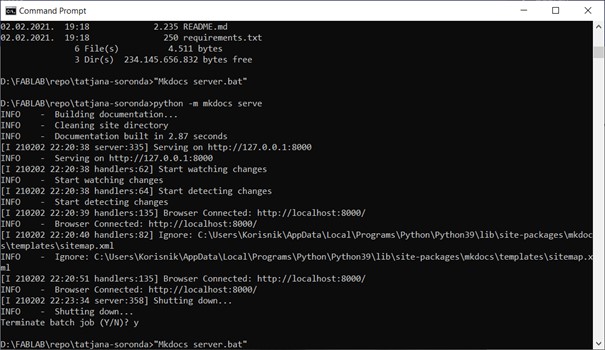 Command Prompt
02.02.2021.  19:18             2.235 README.md
02.02.2021.  19:18               250 requirements.txt
               6 File(s)          4.511 bytes
               3 Dir(s)  234.145.656.832 bytes free
D:\FABLAB\repo\tatjana-soronda>"Mkdocs server.bat"
D:\FABLAB\repo\tatjana-soronda>python -m mkdocs serve
INFO    -  Building documentation...
INFO    -  Cleaning site directory
INFO    -  Documentation built in 2.87 seconds
[I 210202 22:20:38 server:335] Serving on http://127.0.0.1:8000
INFO    -  Serving on http://127.0.0.1:8000
[I 210202 22:20:38 handlers:62] Start watching changes
INFO    -  Start watching changes
[I 210202 22:20:38 handlers:64] Start detecting changes
INFO    -  Start detecting changes
[I 210202 22:20:39 handlers:135] Browser Connected: http://localhost:8000/
INFO    -  Browser Connected: http://localhost:8000/
[I 210202 22:20:40 handlers:82] Ignore: C:\Users\Korisnik\AppData\Local\Programs\Python\Python39\lib\site-packages\mkdoc
s\templates\sitemap.xml
INFO    -  Ignore: C:\Users\Korisnik\AppData\Local\Programs\Python\Python39\lib\site-packages\mkdocs\templates\sitemap.x
ml
[I 210202 22:20:51 handlers:135] Browser Connected: http://localhost:8000/
INFO    -  Browser Connected: http://localhost:8000/
[I 210202 22:23:34 server:358] Shutting down...
INFO    -  Shutting down...
Terminate batch job (Y/N)? y
D:\FABLAB\repo\tatjana-soronda>"Mkdocs server.bat"